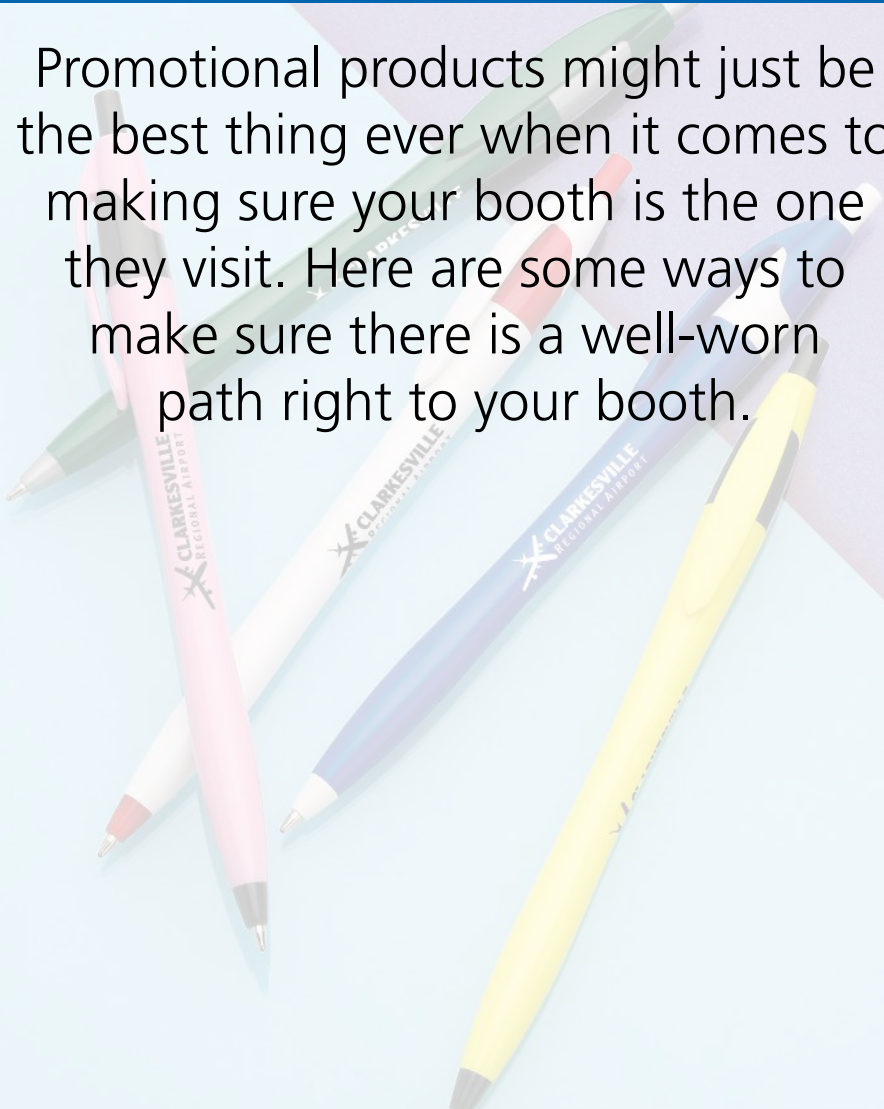 Promotional products might just be
the best thing ever when it comes to
making sure your booth is the one
they visit. Here are some ways to
make sure there is a well-worn
path right to your booth.
CLARKESVILLE
REGIONAL AIRPORT
CLARKESVILLE
CLARKESVILLE
REGIONAL AIRPORT